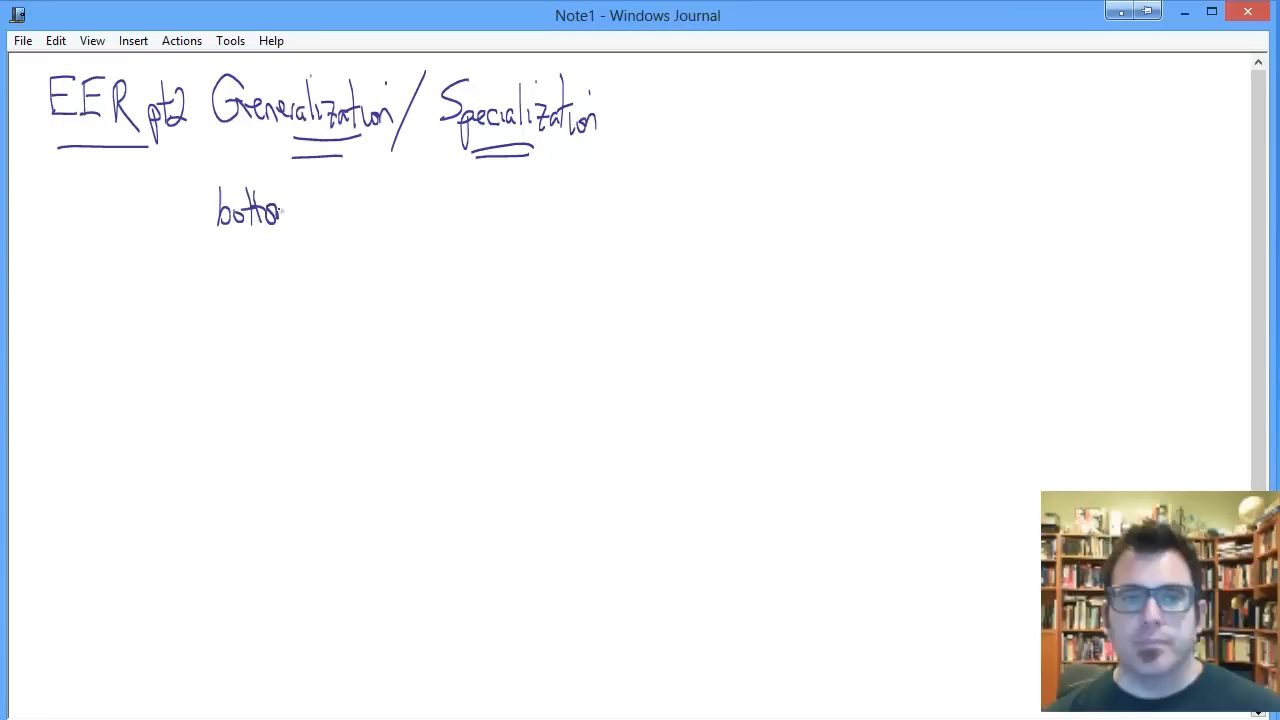 Note1 - Windows Journal
File Edit View Insert Actions Tools Help
EER pt2 Generalization/Specialization
botto